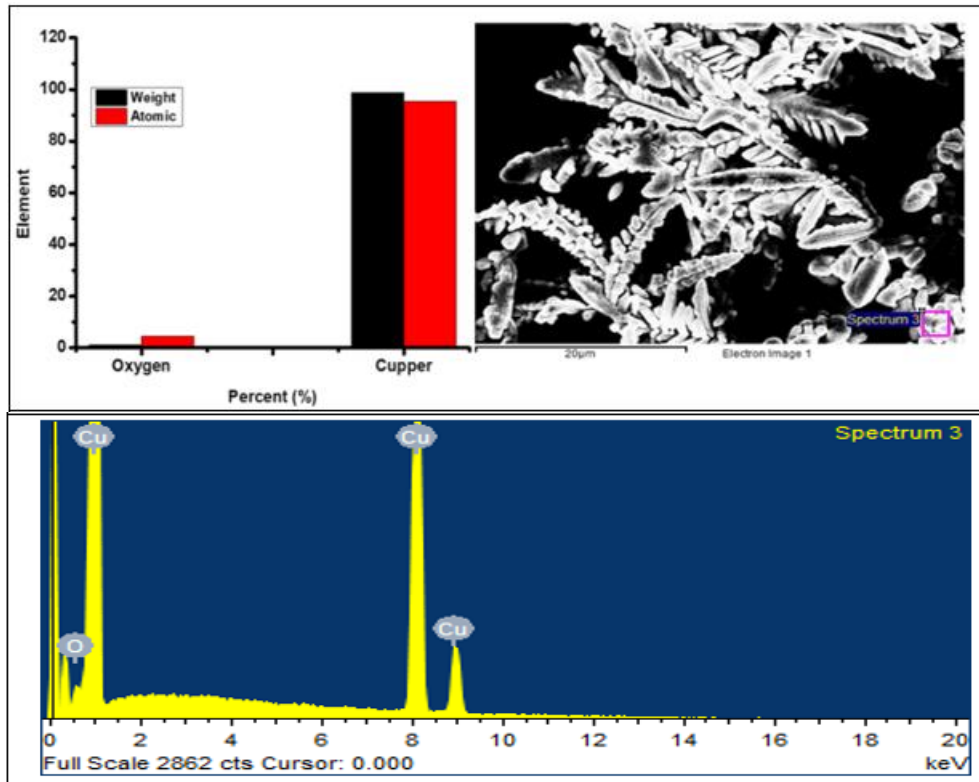 120
100
80
60
40
20
0
Element
Weight
Atomic
Oxygen Cupper
Percent (%)
Spectrum 3
20μm Electron Image 1
Spectrum 3
Cu Cu
O Cu
0 2 4 6 8 10 12 14 16 18 20
Full Scale 2862 cts Cursor: 0.000 keV